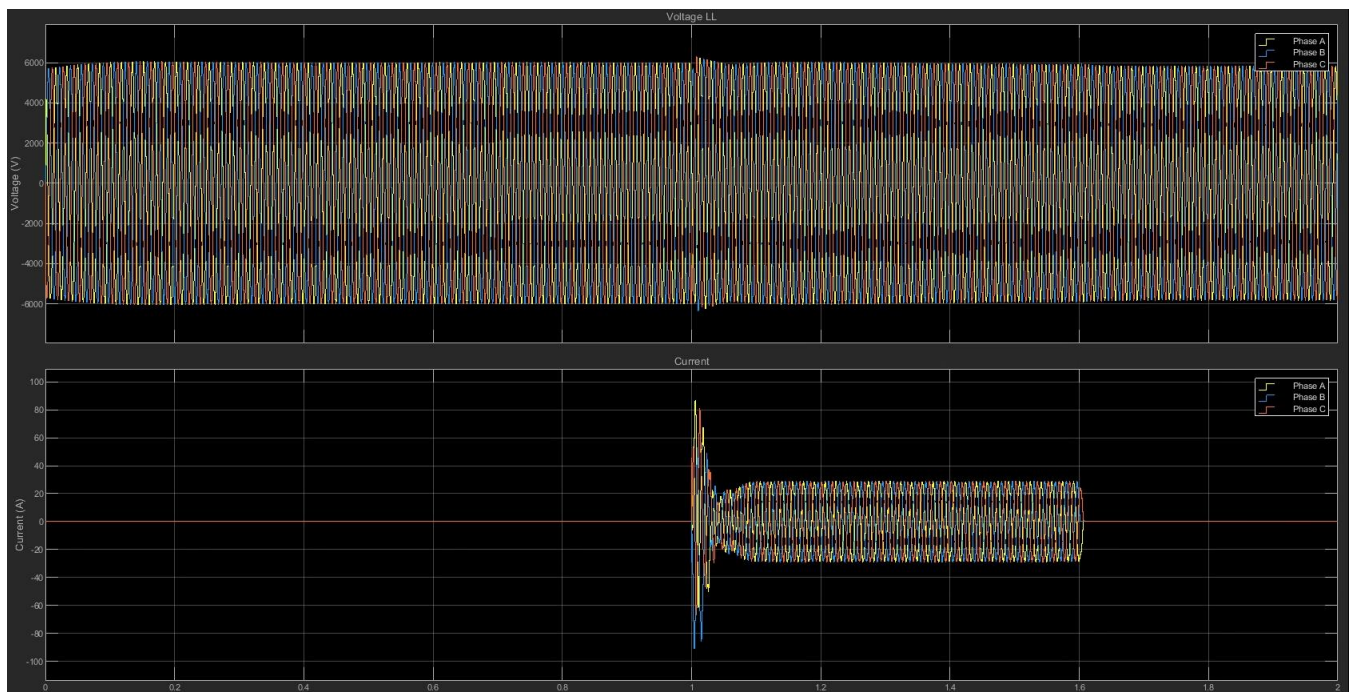 Voltage LL
Phase A
Phase B
Phase C
6000
4000
2000
0
-2000
-4000
-6000
Voltage (V)
Current
Phase A
Phase B
Phase C
100
80
60
40
20
0
-20
-40
-60
-80
-100
Current (A)
0
0.2
0.4
0.6
0.8
1
1.2
1.4
1.6
1.8
2